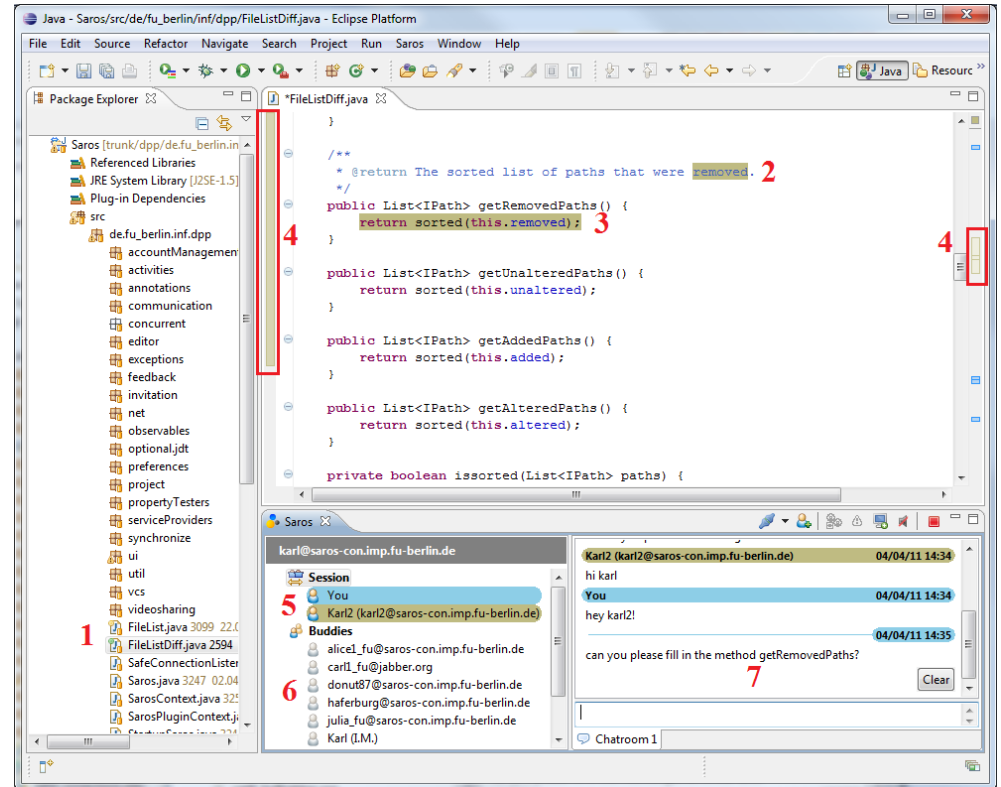 Java - Saros/src/de/fu_berlin/inf/dpp/FileListDiff.java - Eclipse Platform
File Edit Source Refactor Navigate Search Project Run Saros Window Help
Java Resourc
Package Explorer
Saros [trunk/dpp/de.fu_berlin.in
Referenced Libraries
JRE System Library [J2SE-1.5]
Plug-in Dependencies
src
de.fu_berlin.inf.dpp
accountManagemen
activities
annotations
communication
concurrent
editor
exceptions
feedback
invitation
net
observables
optional.jdt
preferences
project
propertyTesters
serviceProviders
synchronize
ui
util
vcs
videosharing
FileList.java 3099 22.0
1
FileListDiff.java 2594
SafeConnectionLister
Saros.java 3247 02.04
SarosContext.java 325
SarosPluginContext.j
*FileListDiff.java
}
/**
* @return The sorted list of paths that were removed. 2
*/
public List<IPath> getRemovedPaths() {
return sorted(this.removed); 3
}
4
4
public List<IPath> getUnalteredPaths() {
return sorted(this.unaltered);
}
public List<IPath> getAddedPaths() {
return sorted(this.added);
}
public List<IPath> getAlteredPaths() {
return sorted(this.altered);
}
private boolean issorted(List<IPath> paths) {
Saros
karl@saros-con.imp.fu-berlin.de
Session
5
You
Karl2 (karl2@saros-con.imp.fu-berlin.de)
Buddies
alice1_fu@saros-con.imp.fu-berlin.de
carl1_fu@jabber.org
6
donut87@saros-con.imp.fu-berlin.de
haferburg@saros-con.imp.fu-berlin.de
julia_fu@saros-con.imp.fu-berlin.de
Karl (I.M.)
Karl2 (karl2@saros-con.imp.fu-berlin.de) 04/04/11 14:34
hi karl
You 04/04/11 14:34
hey karl2!
04/04/11 14:35
can you please fill in the method getRemovedPaths?
7
Clear
Chatroom 1